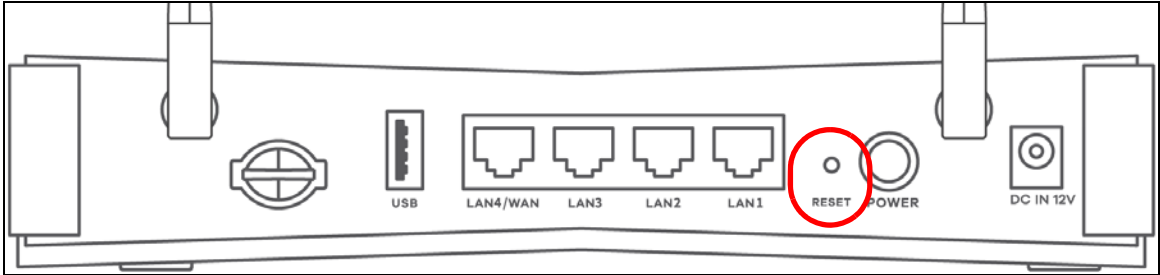 USB
LAN4/WAN
LAN3
LAN2
LAN1
RESET
POWER
DC IN 12V